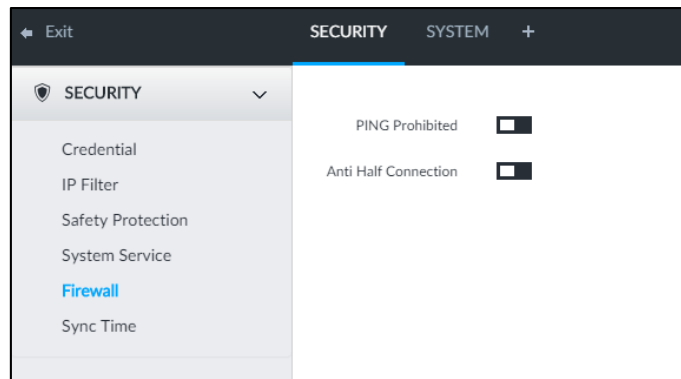 Exit
SECURITY SYSTEM +
SECURITY
Credential
IP Filter
Safety Protection
System Service
Firewall
Sync Time
PING Prohibited
Anti Half Connection